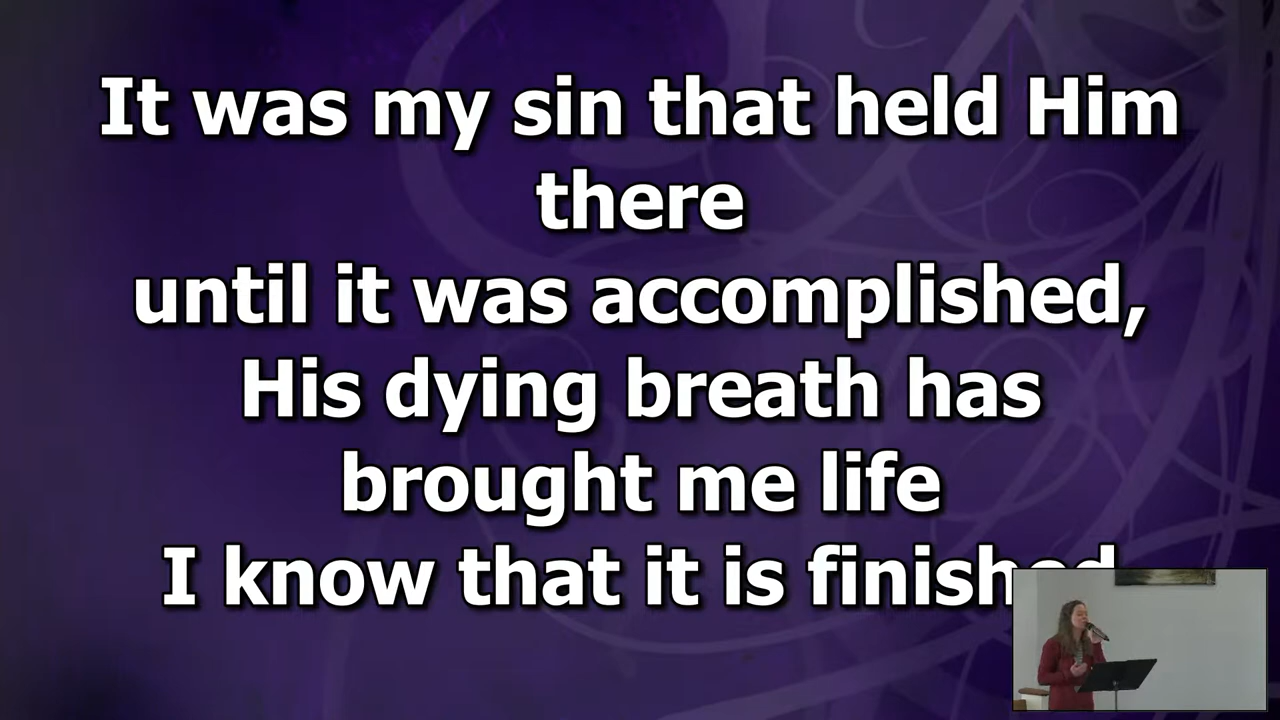 It was my sin that held Him
there
until it was accomplished,
His dying breath has
brought me life
I know that it is finished